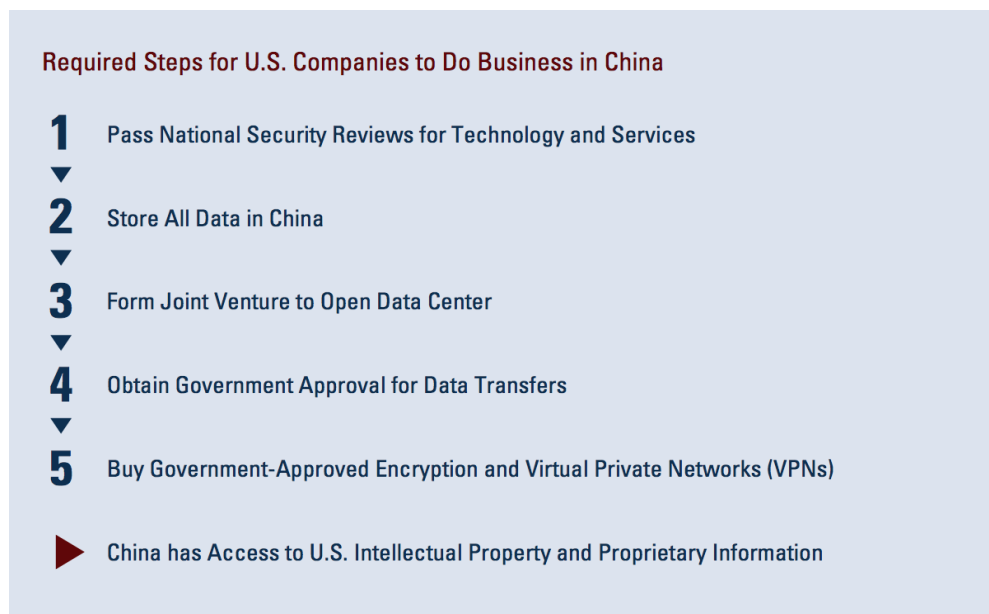 Required Steps for U.S. Companies to Do Business in China
1 Pass National Security Reviews for Technology and Services
2 Store All Data in China
3 Form Joint Venture to Open Data Center
4 Obtain Government Approval for Data Transfers
5 Buy Government-Approved Encryption and Virtual Private Networks (VPNs)
China has Access to U.S. Intellectual Property and Proprietary Information